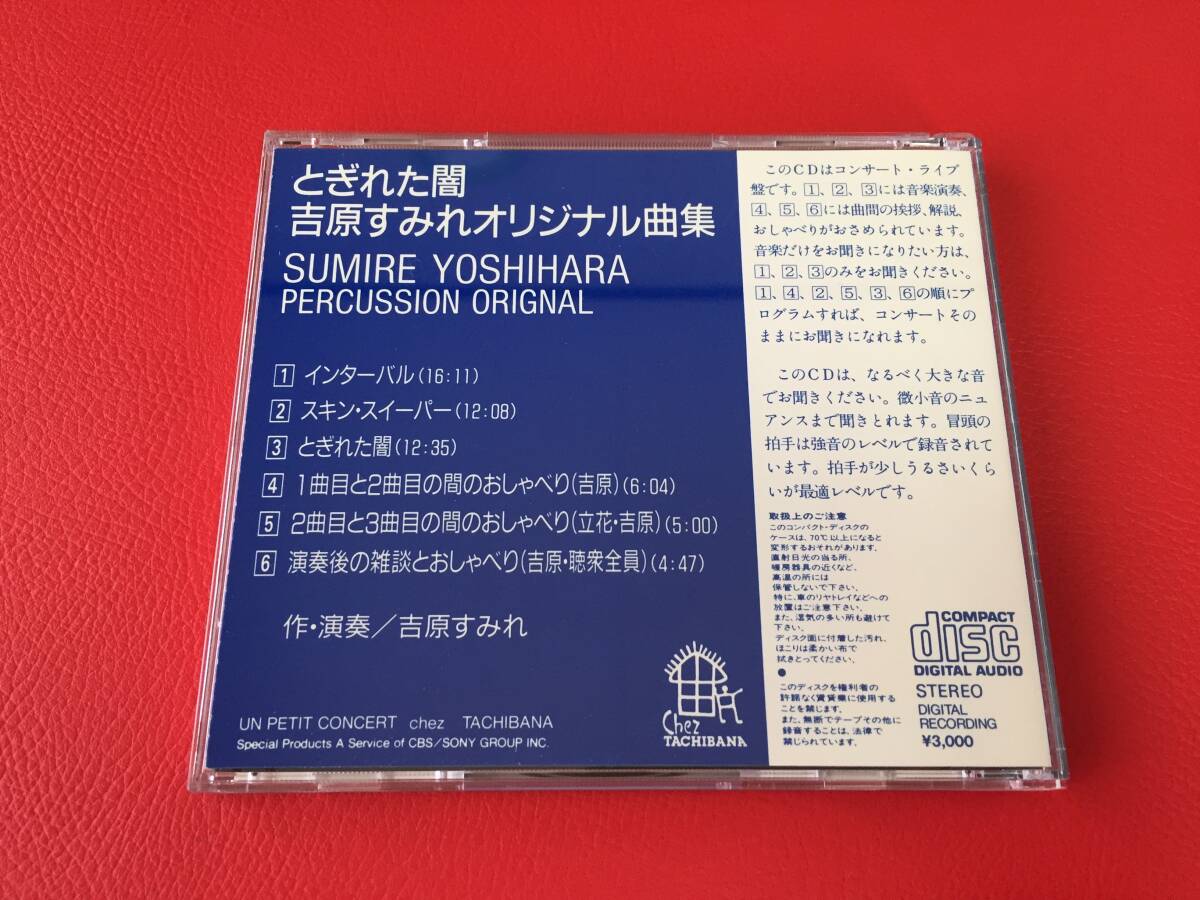 とぎれた闇
吉原すみれオリジナル曲集
SUMIRE YOSHIHARA
PERCUSSION ORIGNAL
1 インターバル(16:11)
2 スキン・スイーパー(12:08)
3 とぎれた闇(12:35)
4 1曲目と2曲目の間のおしゃべり(吉原)(6:04)
5 2曲目と3曲目の間のおしゃべり(立花・吉原)(5:00)
6 演奏後の雑談とおしゃべり(吉原・聴衆全員)(4:47)
作・演奏/吉原すみれ
UN PETIT CONCERT chez TACHIBANA
Special Products A Service of CBS/SONY GROUP INC.
Chez
TACHIBANA
このCDはコンサート・ライブ
盤です。1、2、3には音楽演奏、
4、5、6には曲間の挨拶、解説、
おしゃべりがおさめられています。
音楽だけをお聞きになりたい方は、
1、2、3のみをお聞きください。
1、4、2、5、3、6の順にプ
ログラムすれば、コンサートその
ままにお聞きになれます。
このCDは、なるべく大きな音
でお聞きください。微小音のニュ
アンスまで聞きとれます。冒頭の
拍手は強音のレベルで録音されて
います。拍手が少しうるさいくら
いが最適レベルです。
取扱上のご注意
このコンパクト・ディスクの
ケースは、70℃以上になると
変形するおそれがあります。
直射日光の当る所、
暖房器具の近くなど、
高温の所には
保管しないで下さい。
特に、車のリヤトレイなどへの
放置はご注意下さい。
また、湿気の多い所も避けて
下さい。
ディスク面に付着した汚れ、
ほこりは柔かい布で
拭きとってください。
●
このディスクを権利者の
許諾なく賃貸業に使用する
ことを禁じます。
また、無断でテープその他に
録音することは、法律で
禁じられています。
COMPACT
disc
DIGITAL AUDIO
STEREO
DIGITAL
RECORDING
¥3,000